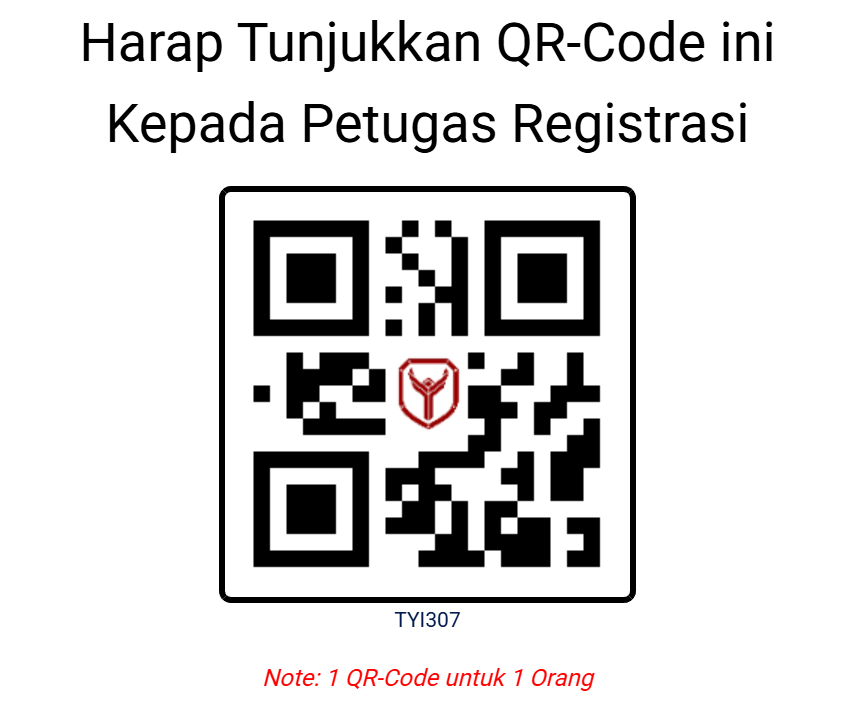 Harap Tunjukkan QR-Code ini
Kepada Petugas Registrasi
TYI307
Note: 1 QR-Code untuk 1 Orang